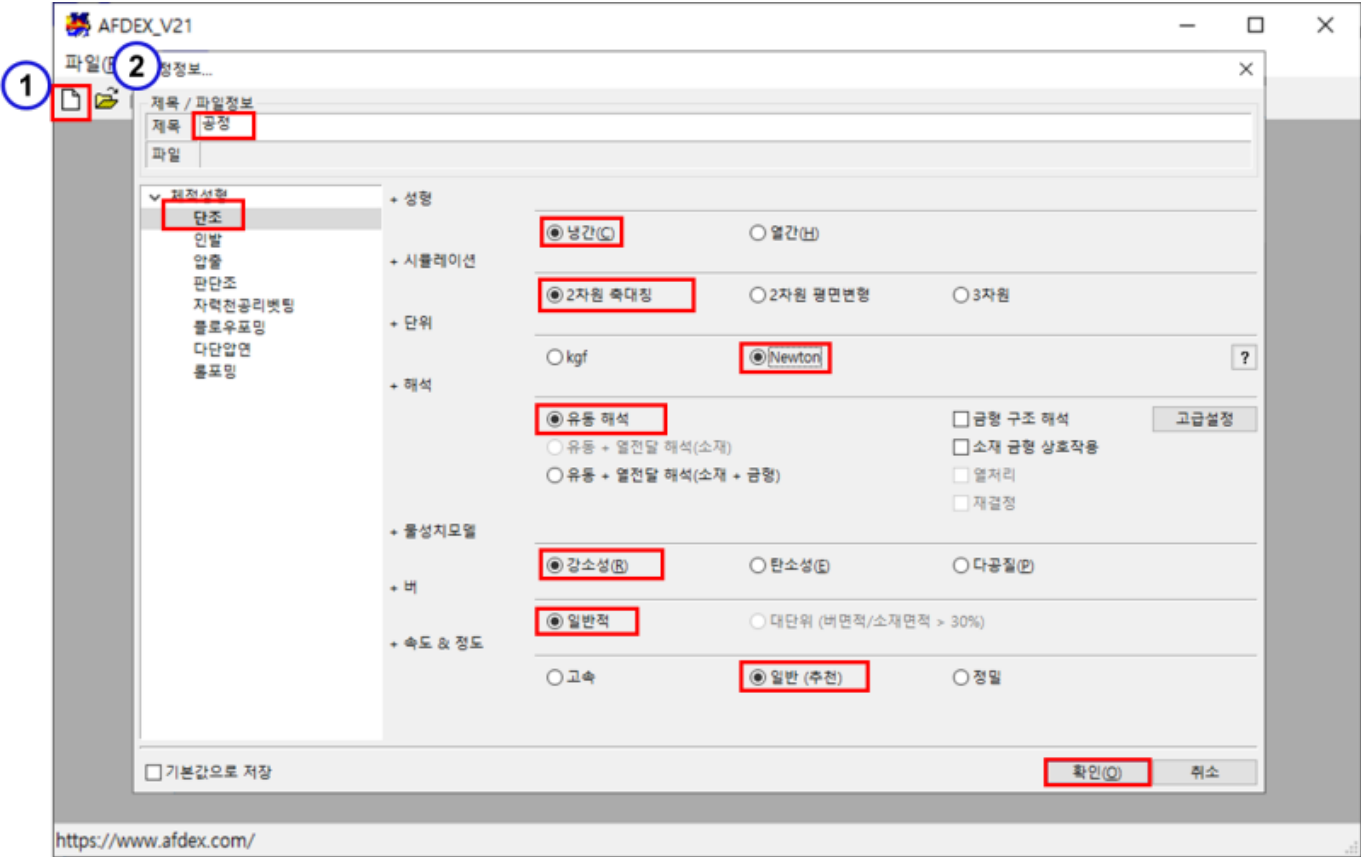 AFDEX_V21
파일(F
1
2
정정보...
제목 / 파일정보
제목 공정
파일
체적성형
단조
인발
압출
판단조
자력천공리벳팅
플로우포밍
다단압연
롤포밍
+ 성형
냉간(C) 열간(H)
+ 시뮬레이션
2차원 축대칭 2차원 평면변형 3차원
+ 단위
kgf Newton ?
+ 해석
유동 해석 금형 구조 해석 고급설정
유동 + 열전달 해석(소재) 소재 금형 상호작용
유동 + 열전달 해석(소재 + 금형) 열처리
재결정
+ 물성치모델
강소성(R) 탄소성(E) 다공질(P)
+ 버
일반적 대단위 (버면적/소재면적 > 30%)
+ 속도 & 정도
고속 일반 (추천) 정밀
기본값으로 저장 확인(O) 취소
https://www.afdex.com/